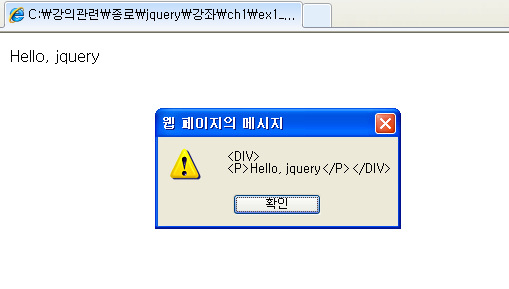 C:₩강의관련₩종로₩jquery₩강좌₩ch1₩ex1_...
Hello, jquery
웹 페이지의 메시지
<DIV>
<P>Hello, jquery</P></DIV>
확인